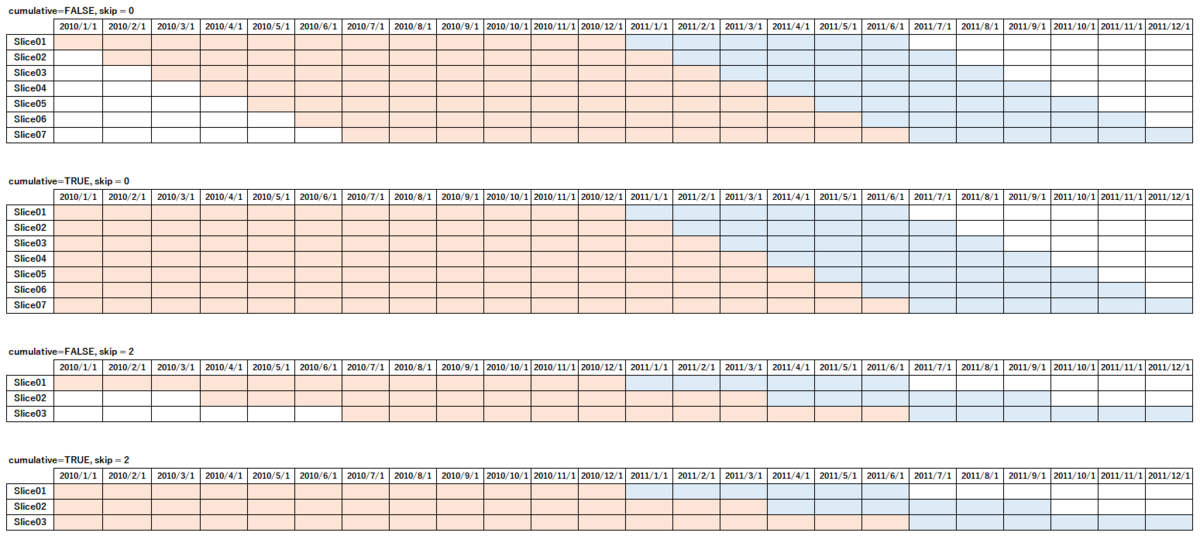 cumulative=FALSE, skip = 0
2010/1/1 2010/2/1 2010/3/1 2010/4/1 2010/5/1 2010/6/1 2010/7/1 2010/8/1 2010/9/1 2010/10/1 2010/11/1 2010/12/1 2011/1/1 2011/2/1 2011/3/1 2011/4/1 2011/5/1 2011/6/1 2011/7/1 2011/8/1 2011/9/1 2011/10/1 2011/11/1 2011/12/1
Slice01
Slice02
Slice03
Slice04
Slice05
Slice06
Slice07
cumulative=TRUE, skip = 0
2010/1/1 2010/2/1 2010/3/1 2010/4/1 2010/5/1 2010/6/1 2010/7/1 2010/8/1 2010/9/1 2010/10/1 2010/11/1 2010/12/1 2011/1/1 2011/2/1 2011/3/1 2011/4/1 2011/5/1 2011/6/1 2011/7/1 2011/8/1 2011/9/1 2011/10/1 2011/11/1 2011/12/1
Slice01
Slice02
Slice03
Slice04
Slice05
Slice06
Slice07
cumulative=FALSE, skip = 2
2010/1/1 2010/2/1 2010/3/1 2010/4/1 2010/5/1 2010/6/1 2010/7/1 2010/8/1 2010/9/1 2010/10/1 2010/11/1 2010/12/1 2011/1/1 2011/2/1 2011/3/1 2011/4/1 2011/5/1 2011/6/1 2011/7/1 2011/8/1 2011/9/1 2011/10/1 2011/11/1 2011/12/1
Slice01
Slice02
Slice03
cumulative=TRUE, skip = 2
2010/1/1 2010/2/1 2010/3/1 2010/4/1 2010/5/1 2010/6/1 2010/7/1 2010/8/1 2010/9/1 2010/10/1 2010/11/1 2010/12/1 2011/1/1 2011/2/1 2011/3/1 2011/4/1 2011/5/1 2011/6/1 2011/7/1 2011/8/1 2011/9/1 2011/10/1 2011/11/1 2011/12/1
Slice01
Slice02
Slice03